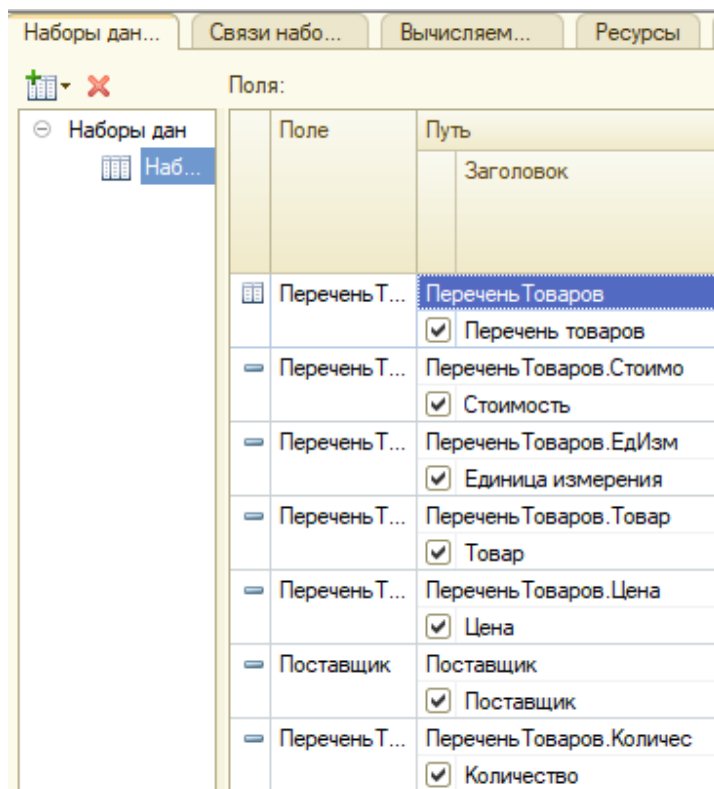 Наборы дан... Связи набо... Вычисляем... Ресурсы
Поля:
Наборы дан
Наб...
Поле Путь
Заголовок
ПереченьТ... ПереченьТоваров
Перечень товаров
ПереченьТ... ПереченьТоваров.Стоимо
Стоимость
ПереченьТ... ПереченьТоваров.ЕдИзм
Единица измерения
ПереченьТ... ПереченьТоваров.Товар
Товар
ПереченьТ... ПереченьТоваров.Цена
Цена
Поставщик Поставщик
Поставщик
ПереченьТ... ПереченьТоваров.Количес
Количество